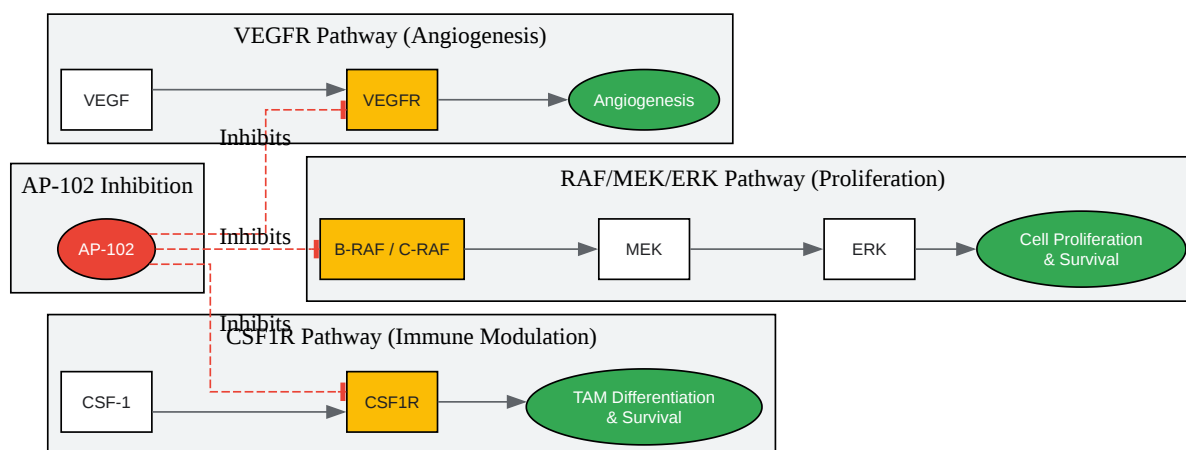 VEGFR Pathway (Angiogenesis)
VEGF
VEGFR
Angiogenesis
Inhibits
AP-102 Inhibition
AP-102
Inhibits
RAF/MEK/ERK Pathway (Proliferation)
B-RAF / C-RAF
MEK
ERK
Cell Proliferation
& Survival
Inhibits
CSF1R Pathway (Immune Modulation)
CSF-1
CSF1R
TAM Differentiation
& Survival